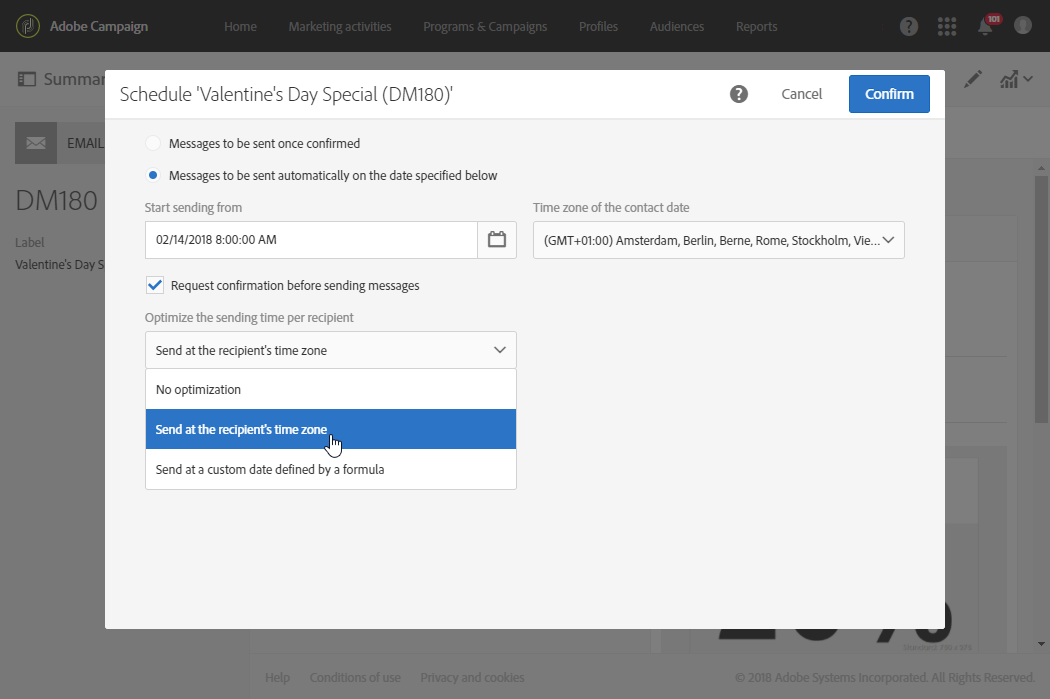 Adobe Campaign Home Marketing activities Programs & Campaigns Profiles Audiences Reports ? 101
Summar
Schedule 'Valentine's Day Special (DM180)' ? Cancel Confirm
EMAIL
Messages to be sent once confirmed
Messages to be sent automatically on the date specified below
DM180
Start sending from Time zone of the contact date
Label
02/14/2018 8:00:00 AM (GMT+01:00) Amsterdam, Berlin, Berne, Rome, Stockholm, Vie...
Valentine's Day S
Request confirmation before sending messages
Optimize the sending time per recipient
Send at the recipient's time zone
No optimization
Send at the recipient's time zone
Send at a custom date defined by a formula
Help Conditions of use Privacy and cookies © 2018 Adobe Systems Incorporated. All Rights Reserved.